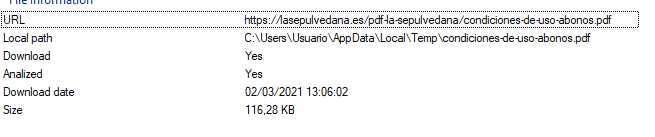 File information
URL https://lasepulvedana.es/pdf-la-sepulvedana/condiciones-de-uso-abonos.pdf
Local path C:\Users\Usuario\AppData\Local\Temp\condiciones-de-uso-abonos.pdf
Download Yes
Analized Yes
Download date 02/03/2021 13:06:02
Size 116,28 KB